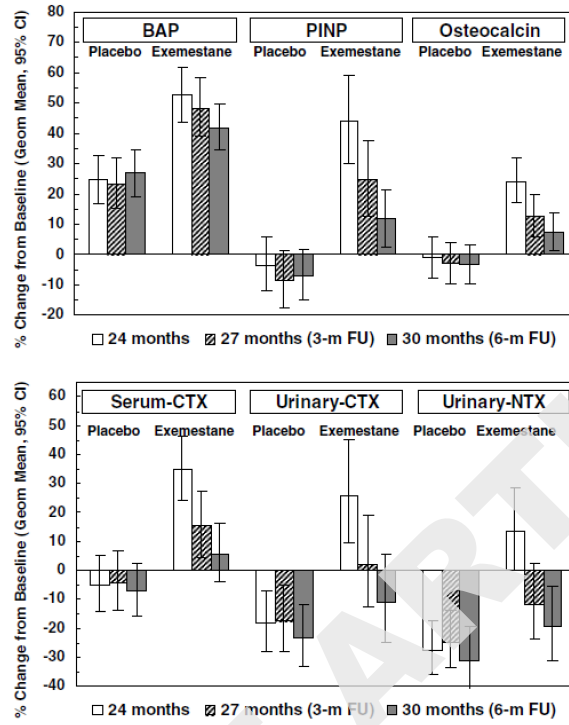 % Change from Baseline (Geom Mean, 95% CI)
80
70
60
50
40
30
20
10
0
-10
-20
BAP PINP Osteocalcin
Placebo Exemestane Placebo Exemestane Placebo Exemestane
24 months 27 months (3-m FU) 30 months (6-m FU)
% Change from Baseline (Geom Mean, 95% CI)
60
50
40
30
20
10
0
-10
-20
-30
-40
Serum-CTX Urinary-CTX Urinary-NTX
Placebo Exemestane Placebo Exemestane Placebo Exemestane
24 months 27 months (3-m FU) 30 months (6-m FU)